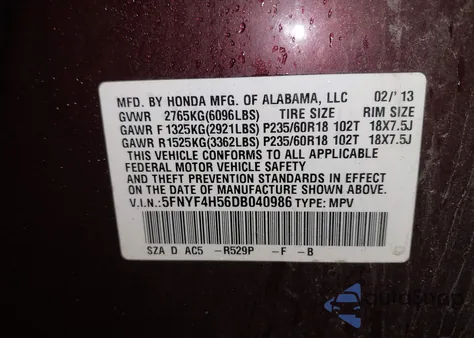 MFD. BY HONDA MFG. OF ALABAMA, LLC 02/' 13
GVWR 2765KG(6096LBS) TIRE SIZE RIM SIZE
GAWR F 1325KG(2921LBS) P235/60R18 102T 18X7.5J
GAWR R1525KG(3362LBS) P235/60R18 102T 18X7.5J
THIS VEHICLE CONFORMS TO ALL APPLICABLE
FEDERAL MOTOR VEHICLE SAFETY
AND THEFT PREVENTION STANDARDS IN EFFECT
ON THE DATE OF MANUFACTURE SHOWN ABOVE.
V.I.N.:5FNYF4H56DB040986 TYPE: MPV
SZA D AC5 -R529P -F -B